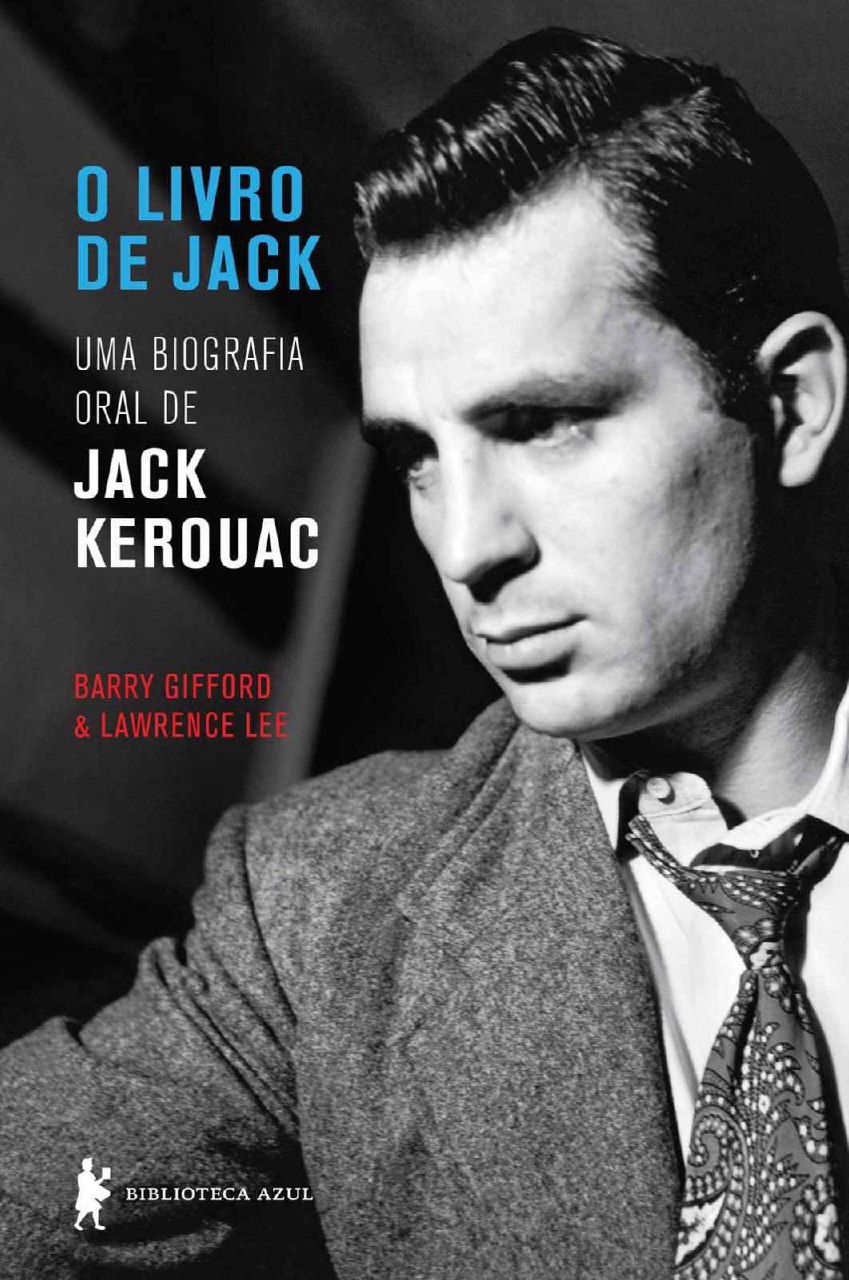 O LIVRO
DE JACK
UMA BIOGRAFIA
ORAL DE
JACK
KEROUAC
BARRY GIFFORD
& LAWRENCE LEE
BIBLIOTECA AZUL